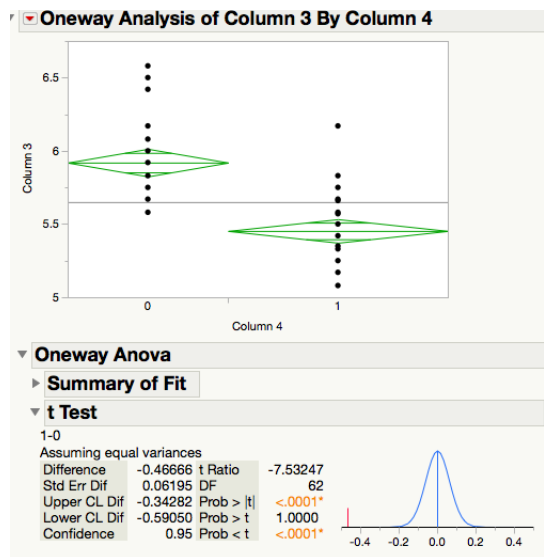 Oneway Analysis of Column 3 By Column 4
6.5
6
5.5
5
Column 3
0 1
Column 4
Oneway Anova
Summary of Fit
t Test
1-0
Assuming equal variances
Difference -0.46666 t Ratio -7.53247
Std Err Dif 0.06195 DF 62
Upper CL Dif -0.34282 Prob > |t| <.0001*
Lower CL Dif -0.59050 Prob > t 1.0000
Confidence 0.95 Prob < t <.0001*
-0.4 -0.2 0.0 0.2 0.4